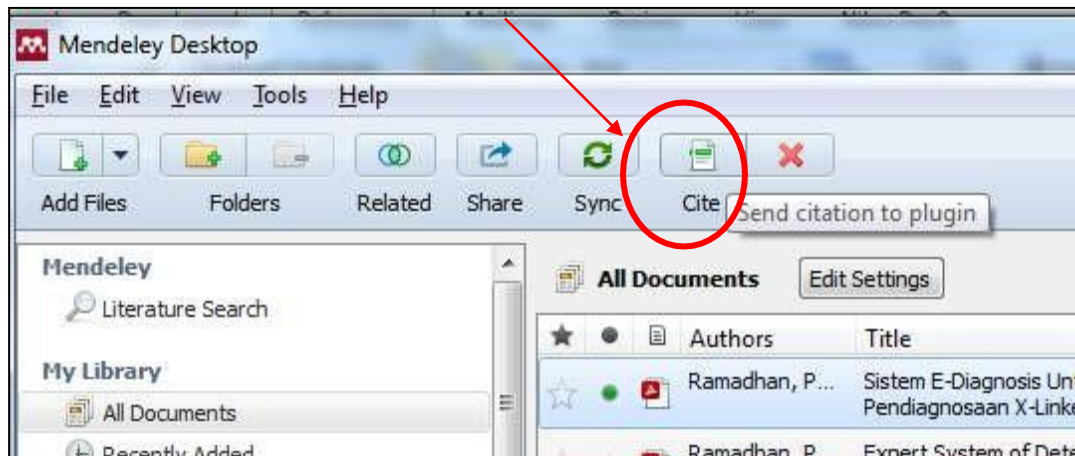 Mendeley Desktop
File Edit View Tools Help
Add Files Folders Related Share Sync Cite
Send citation to plugin
Mendeley
Literature Search
All Documents Edit Settings
Authors Title
My Library
Ramadhan, P... Sistem E-Diagnosis Un
Pendiagnosaan X-Linke
All Documents
Recently Added
Ramadhan, P Expert System of Dete